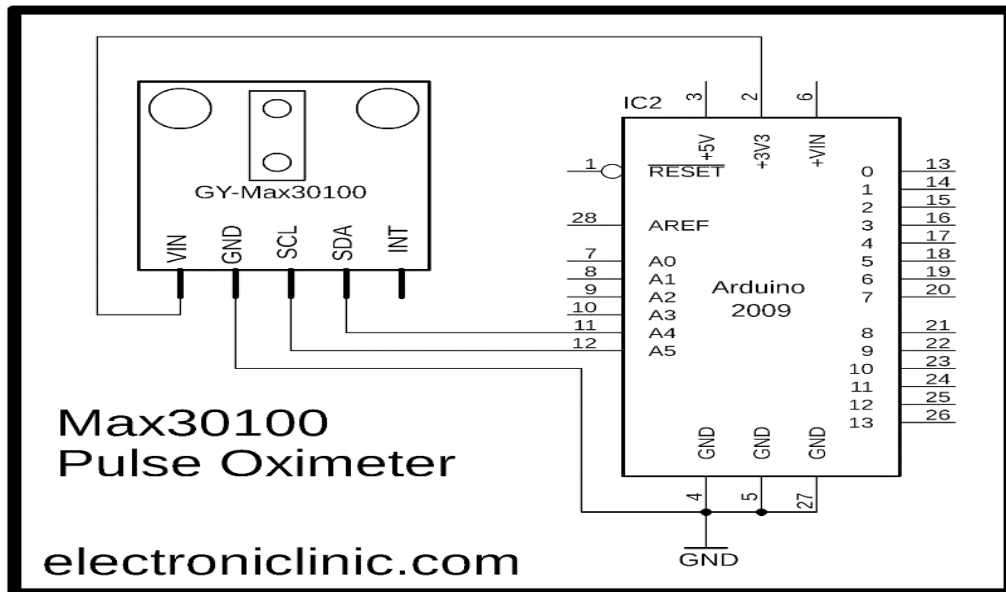 IC2
3
2
6
+5V
+3V3
+VIN
1
RESET
28
AREF
7
A0
8
A1
9
A2
10
A3
11
A4
12
A5
Arduino
2009
0
13
1
14
2
15
3
16
4
17
5
18
6
19
7
20
8
21
9
22
10
23
11
24
12
25
13
26
GND
GND
GND
4
5
27
GND
GY-Max30100
VIN
GND
SCL
SDA
INT
Max30100
Pulse Oximeter
electroniclinic.com